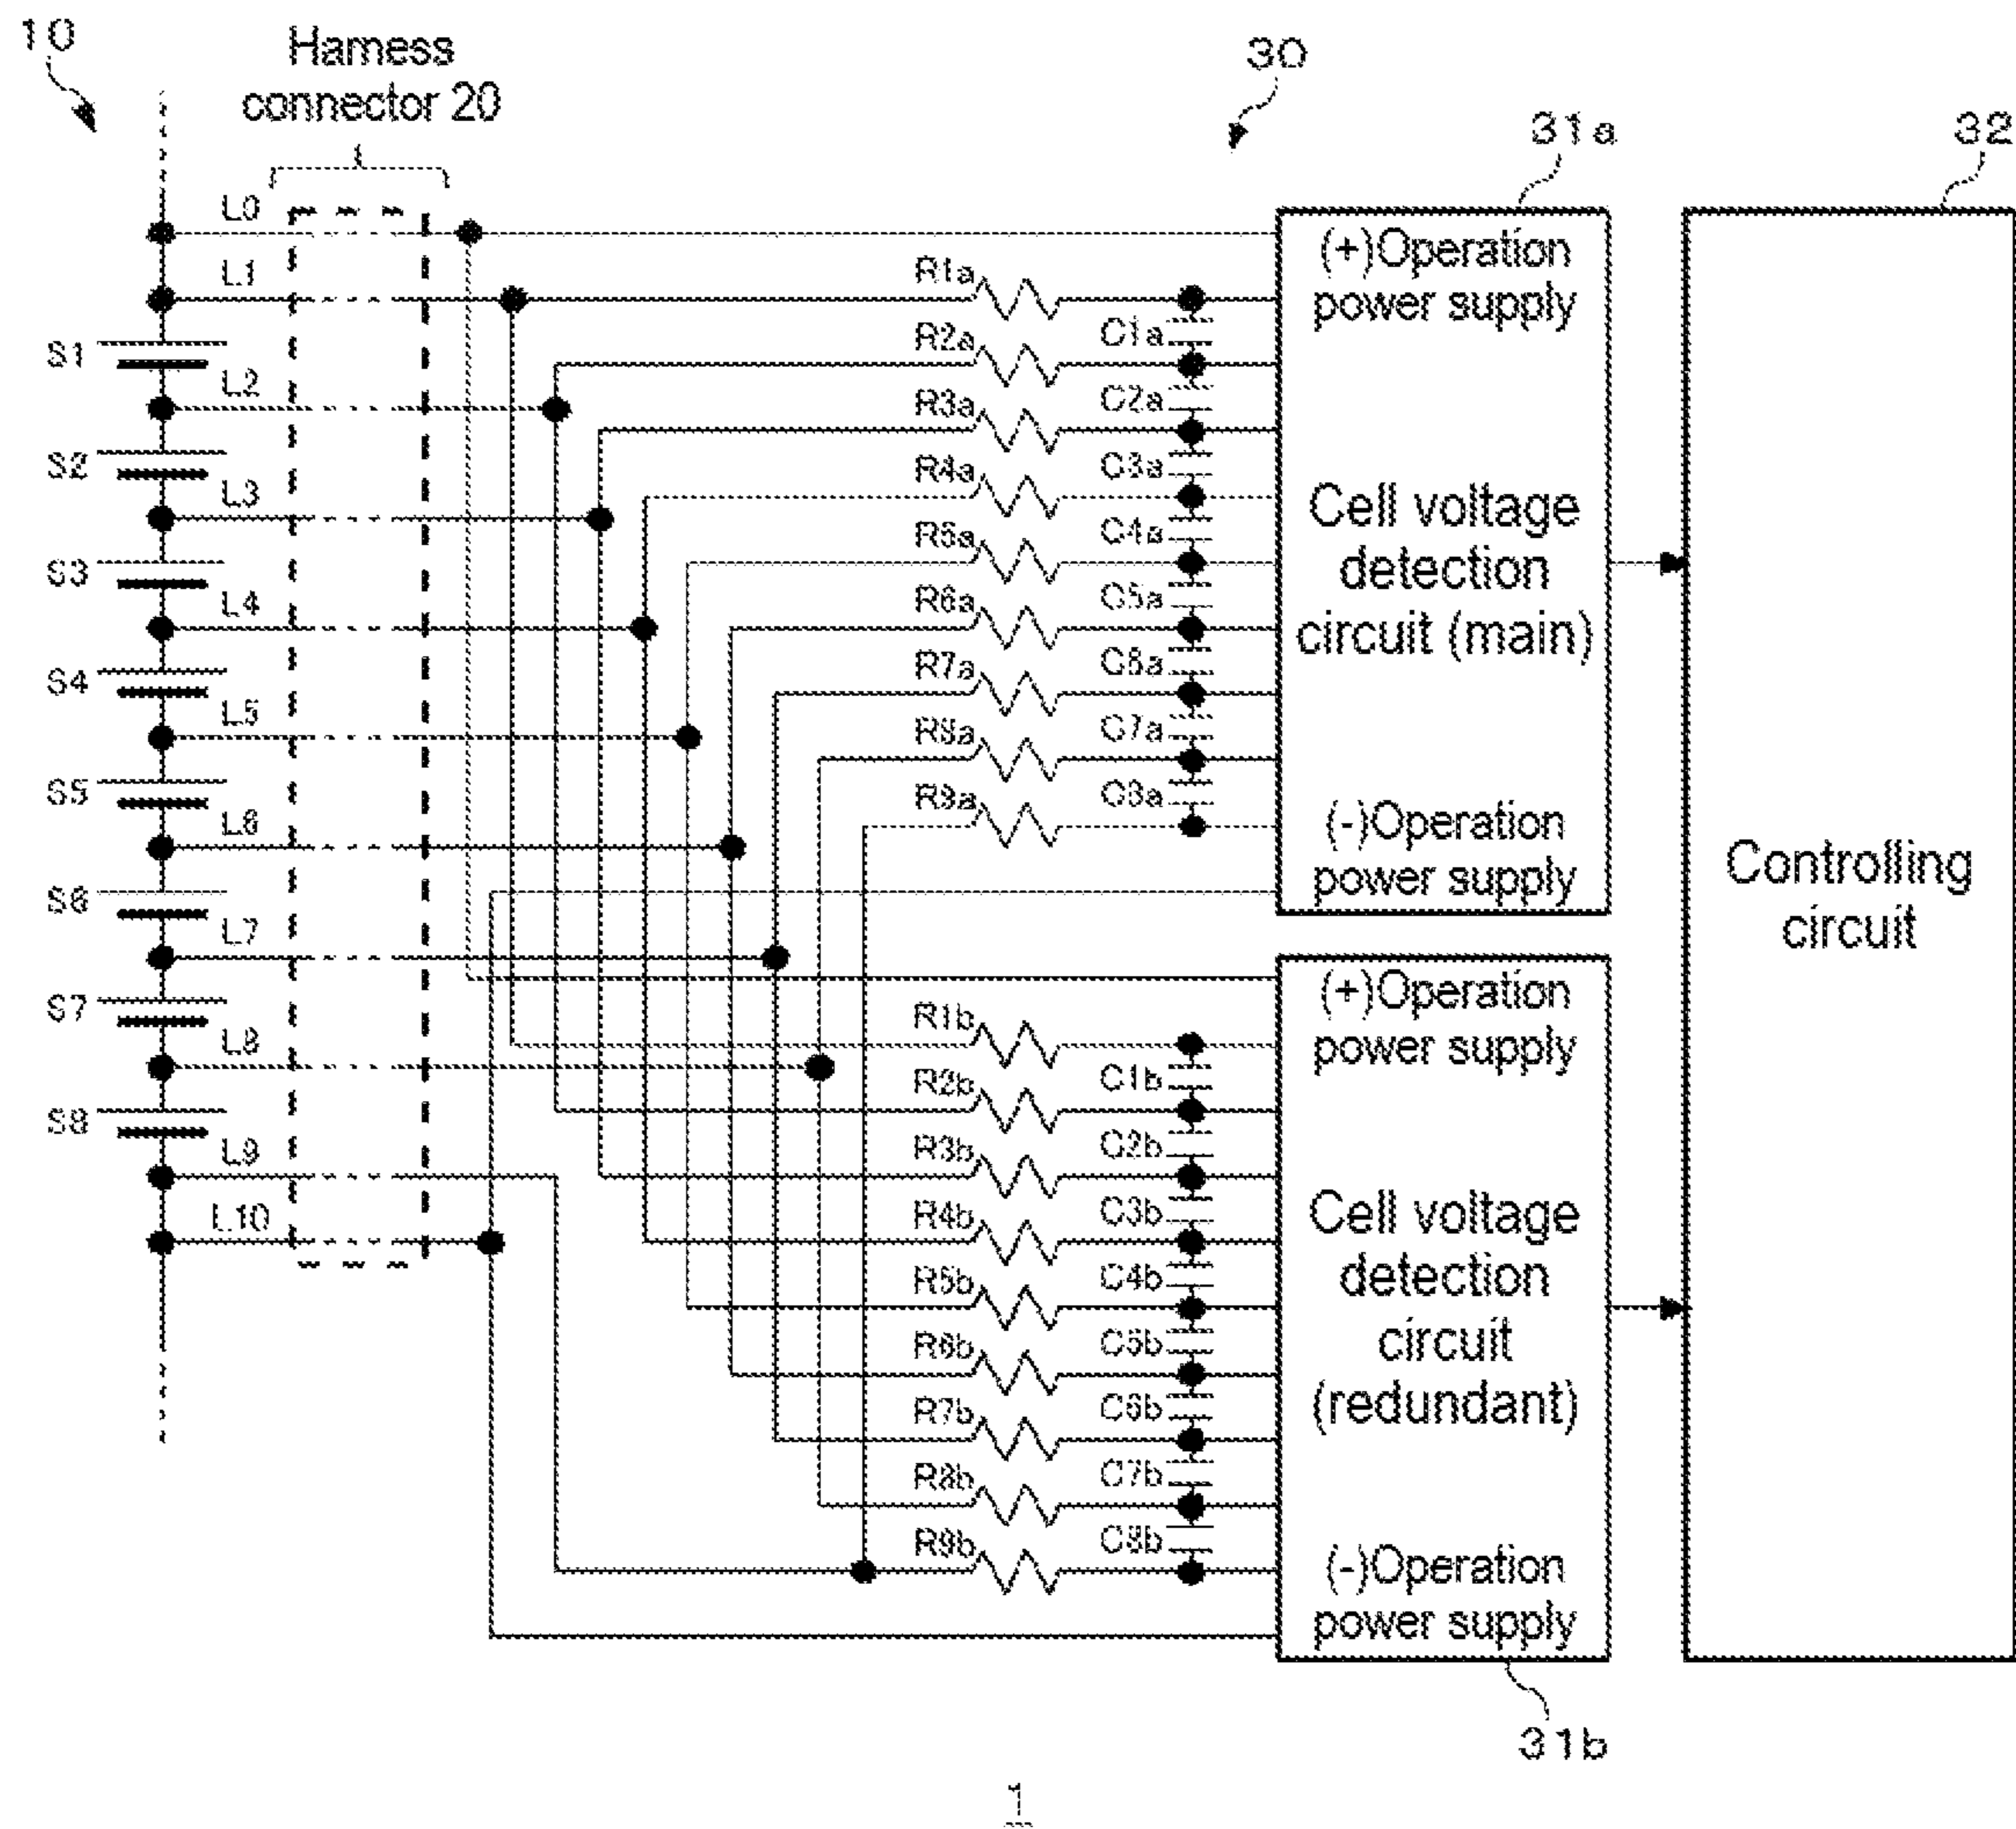 10
Harness
connector 20
30
31a
32
L0
L1
S1
L2
S2
L3
S3
L4
S4
L5
S5
L6
S6
L7
S7
L8
S8
L9
L10
R1a
C1a
R2a
C2a
R3a
C3a
R4a
C4a
R5a
C5a
R6a
C6a
R7a
C7a
R8a
C8a
R9a
(+)Operation
power supply
Cell voltage
detection
circuit (main)
(-)Operation
power supply
R1b
C1b
R2b
C2b
R3b
C3b
R4b
C4b
R5b
C5b
R6b
C6b
R7b
C7b
R8b
C8b
R9b
(+)Operation
power supply
Cell voltage
detection
circuit
(redundant)
(-)Operation
power supply
Controlling
circuit
31b
1